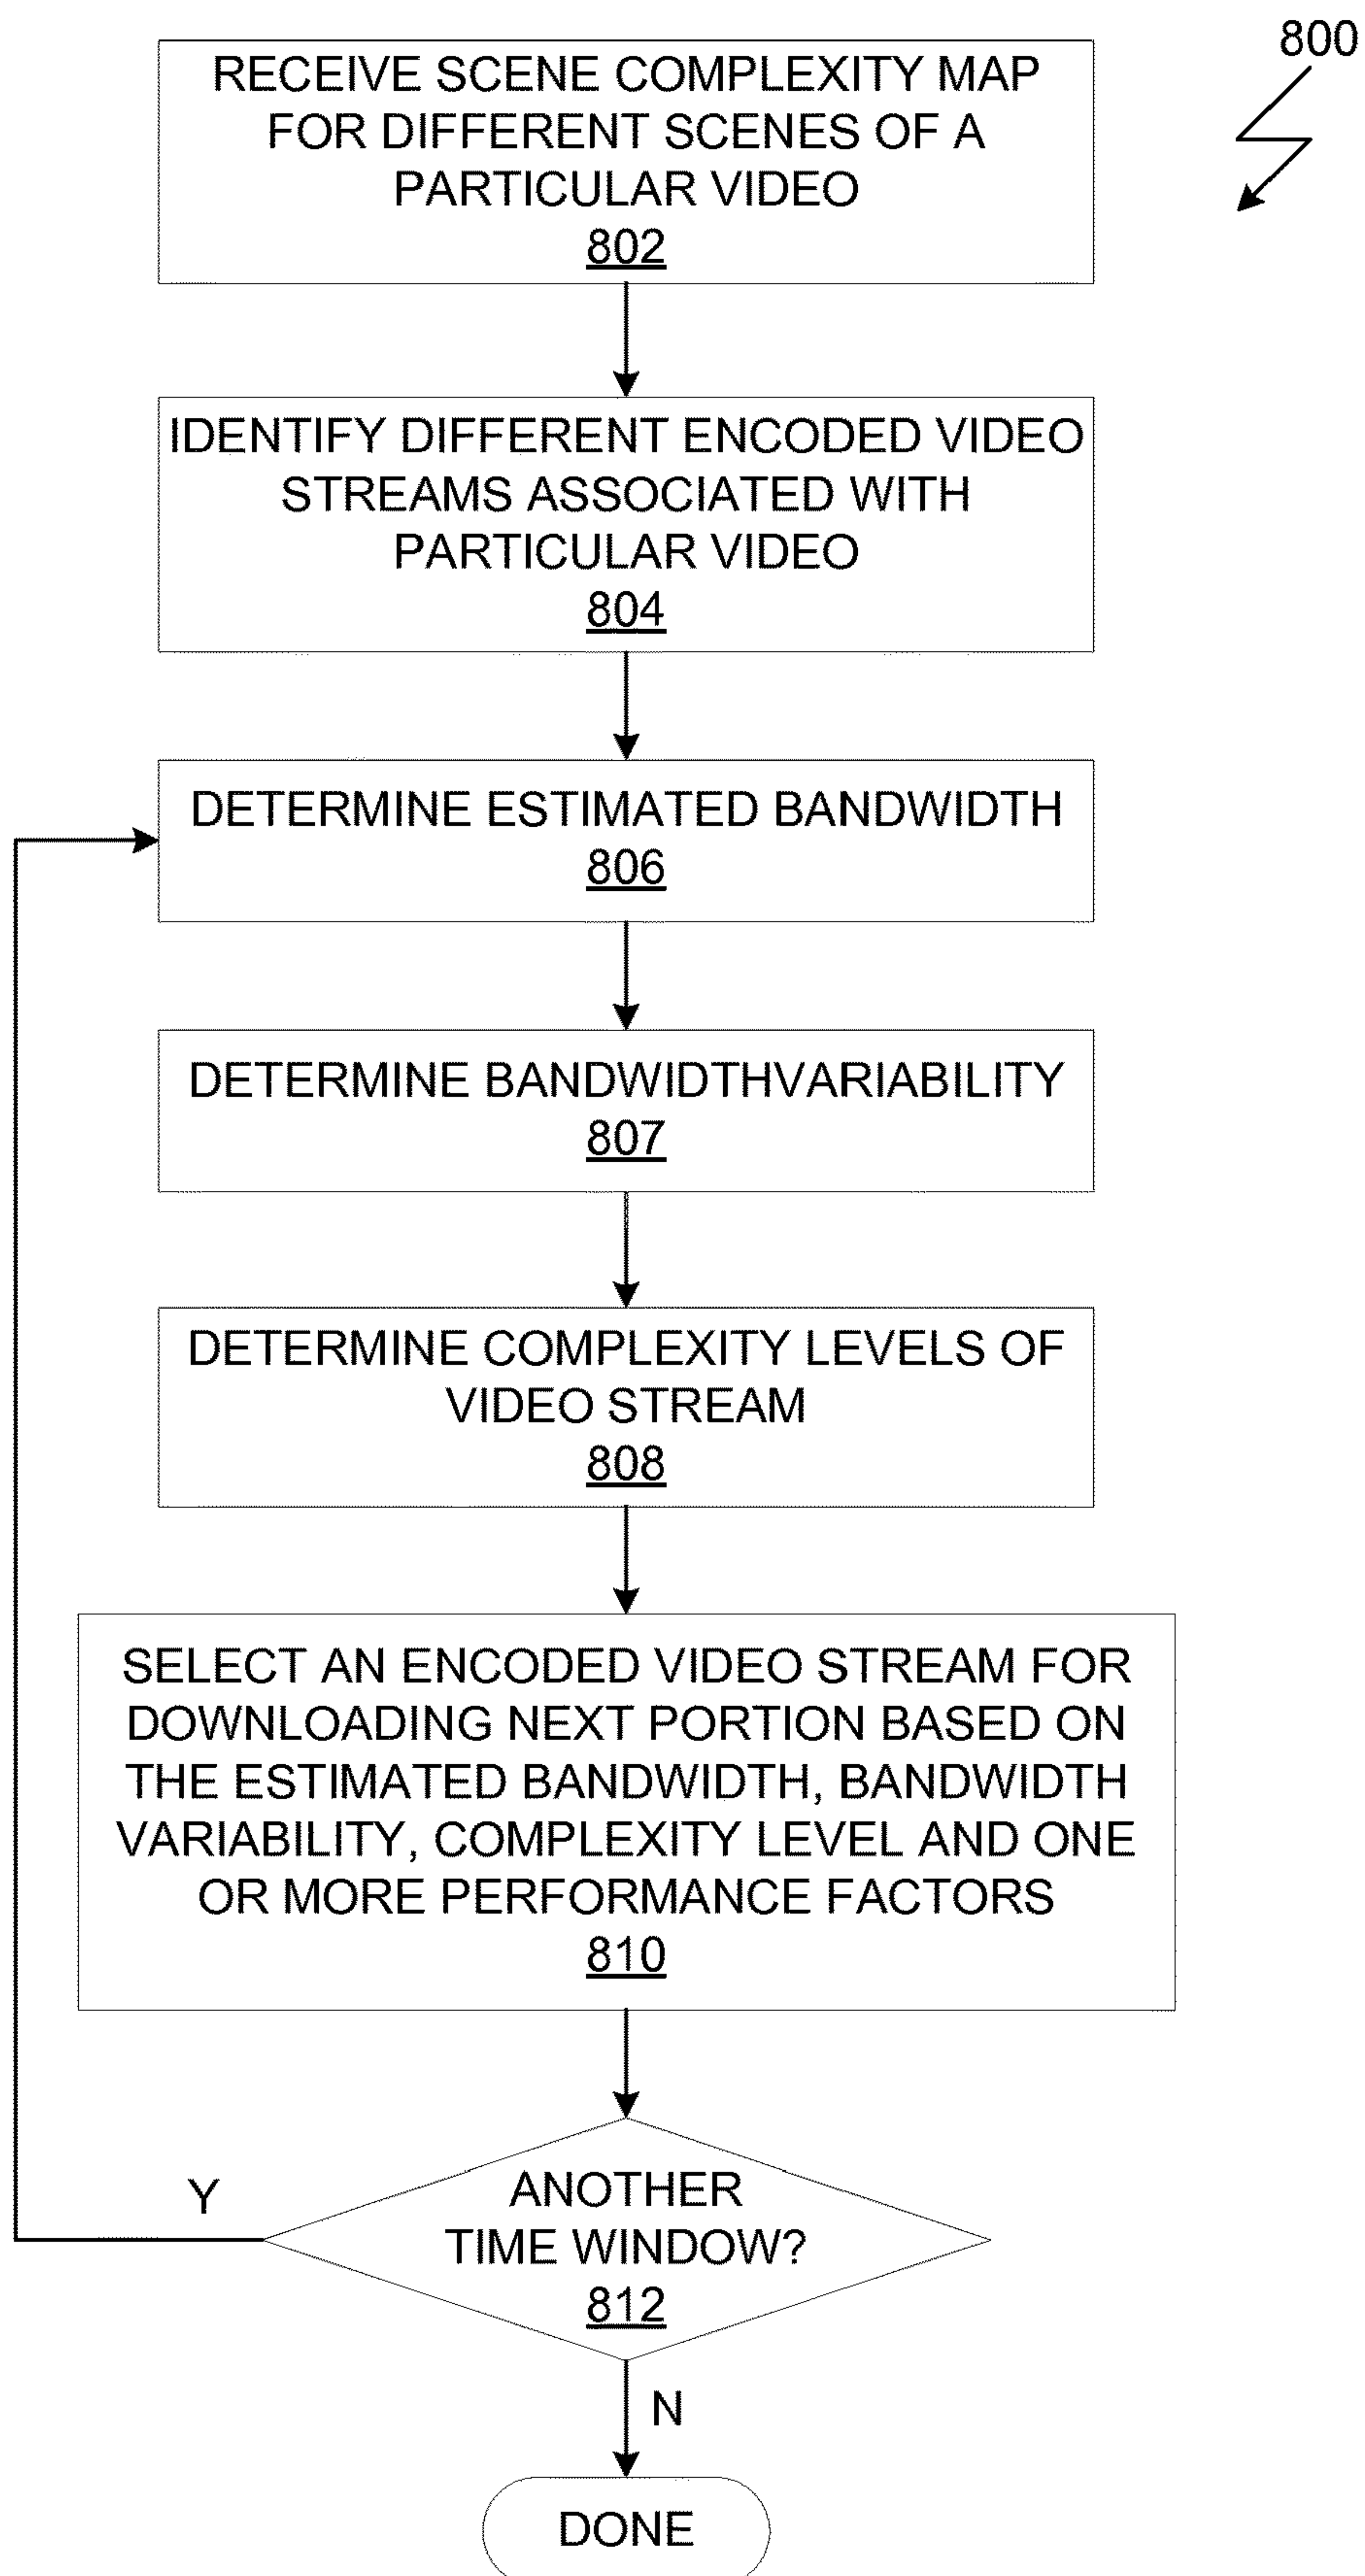 800
RECEIVE SCENE COMPLEXITY MAP
FOR DIFFERENT SCENES OF A
PARTICULAR VIDEO
802
IDENTIFY DIFFERENT ENCODED VIDEO
STREAMS ASSOCIATED WITH
PARTICULAR VIDEO
804
DETERMINE ESTIMATED BANDWIDTH
806
DETERMINE BANDWIDTHVARIABILITY
807
DETERMINE COMPLEXITY LEVELS OF
VIDEO STREAM
808
SELECT AN ENCODED VIDEO STREAM FOR
DOWNLOADING NEXT PORTION BASED ON
THE ESTIMATED BANDWIDTH, BANDWIDTH
VARIABILITY, COMPLEXITY LEVEL AND ONE
OR MORE PERFORMANCE FACTORS
810
Y
ANOTHER
TIME WINDOW?
812
N
DONE